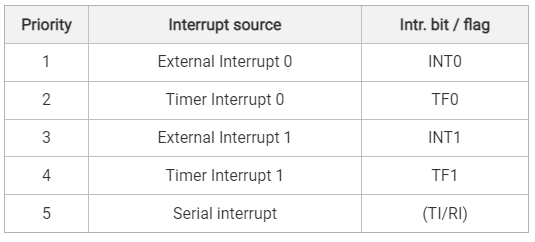 Priority Interrupt source Intr. bit / flag
1 External Interrupt 0 INT0
2 Timer Interrupt 0 TF0
3 External Interrupt 1 INT1
4 Timer Interrupt 1 TF1
5 Serial interrupt (TI/RI)